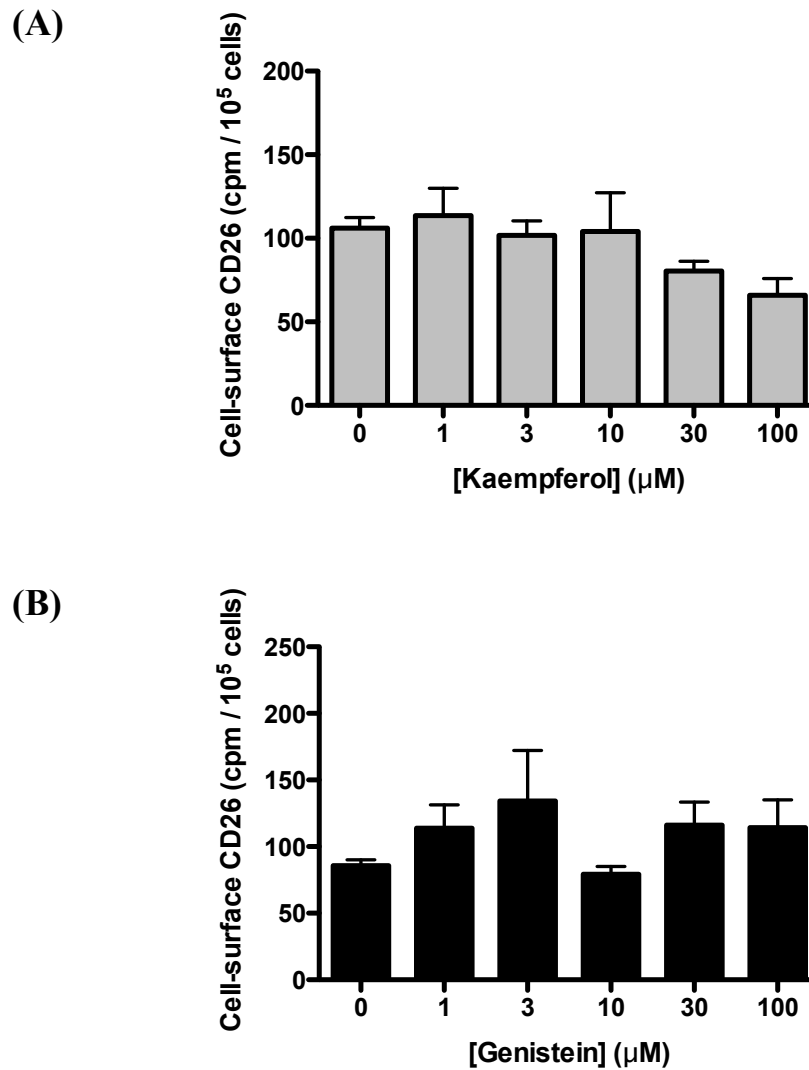 (A)
Cell-surface CD26 (cpm / 10⁵ cells)
200
150
100
50
0
0 1 3 10 30 100
[Kaempferol] (μM)
(B)
Cell-surface CD26 (cpm / 10⁵ cells)
250
200
150
100
50
0
0 1 3 10 30 100
[Genistein] (μM)